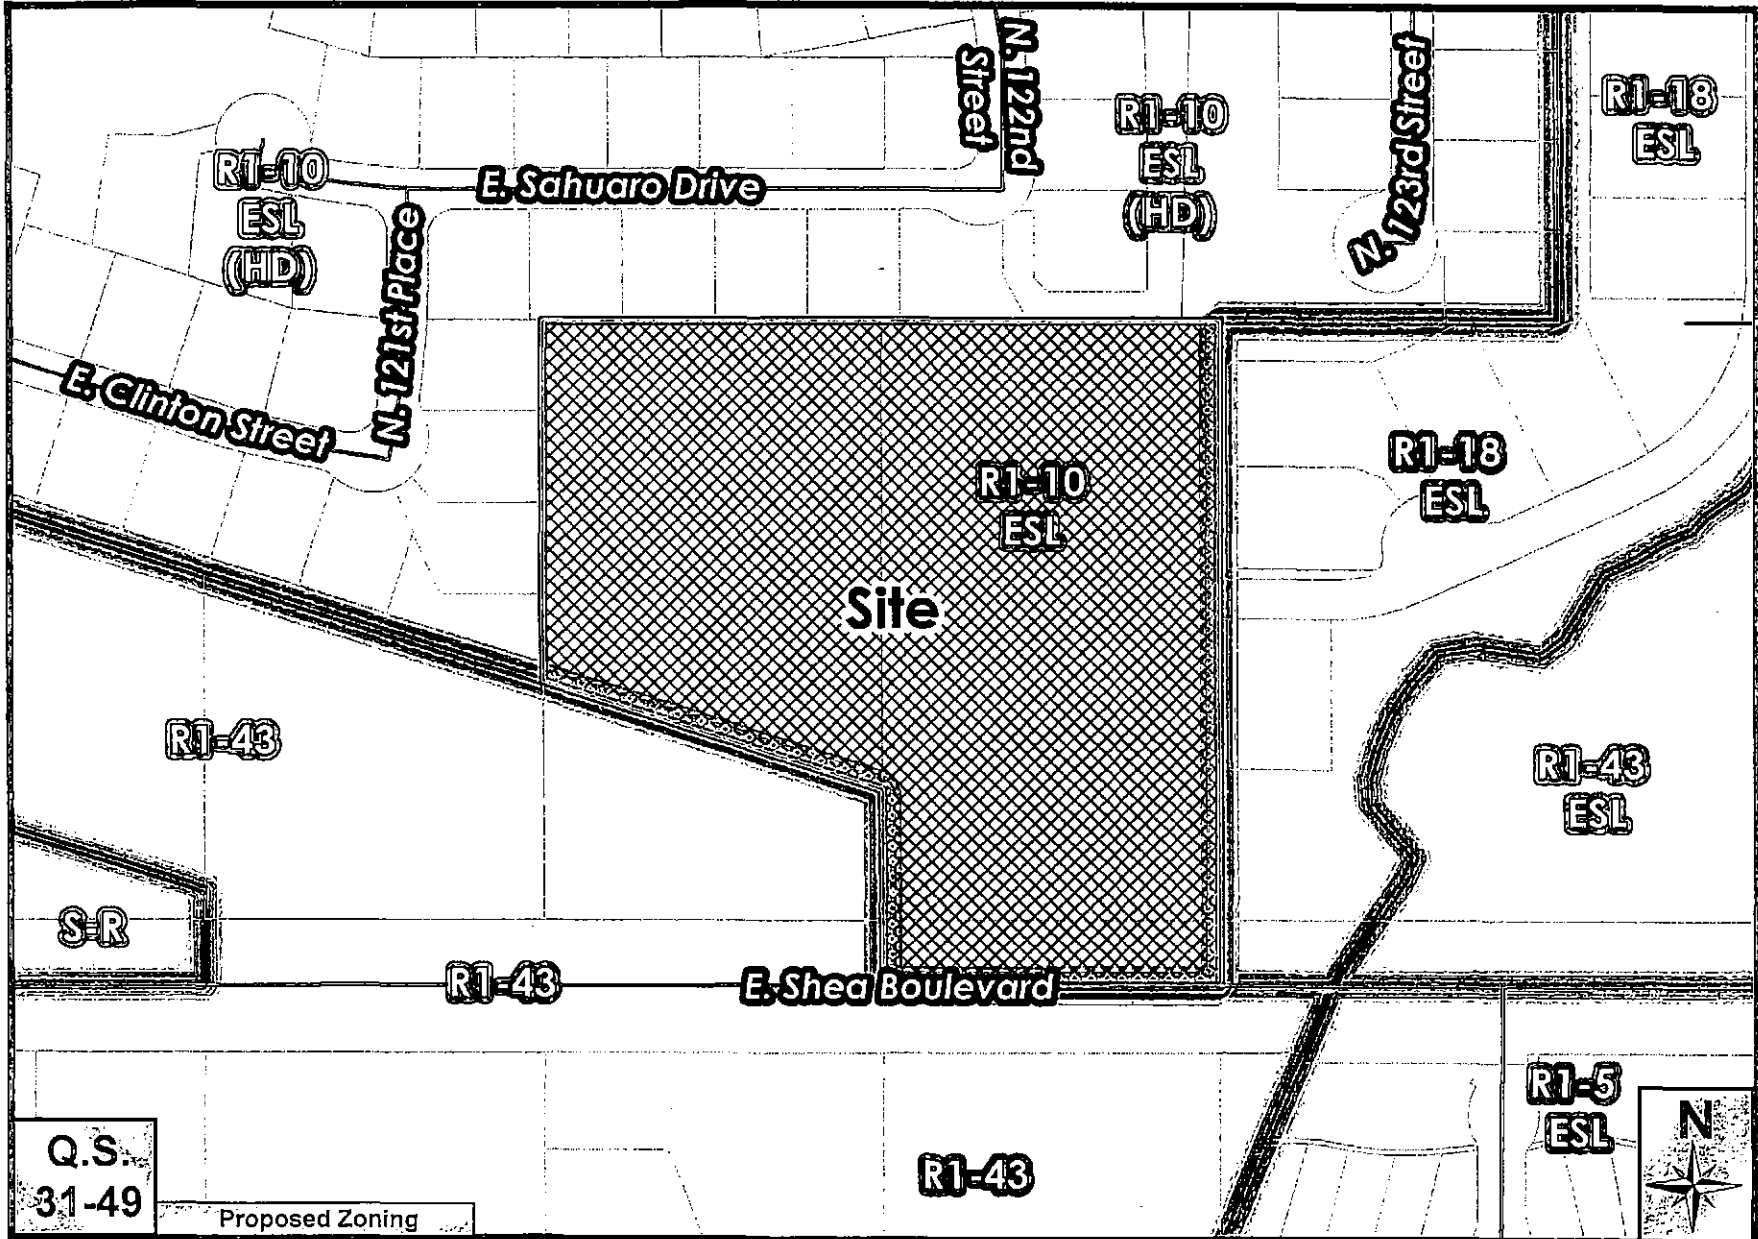 N. 122nd
Street
N. 123rd Street
R1-18
ESL
R1-10
ESL
(HD)
R1-10
ESL
(HD)
E. Sahuaro Drive
N. 121st Place
E. Clinton Street
R1-10
ESL
Site
R1-18
ESL
R1-43
R1-43
ESL
S-R
R1-43
E. Shea Boulevard
R1-5
ESL
R1-43
Q.S.
31-49
Proposed Zoning
N